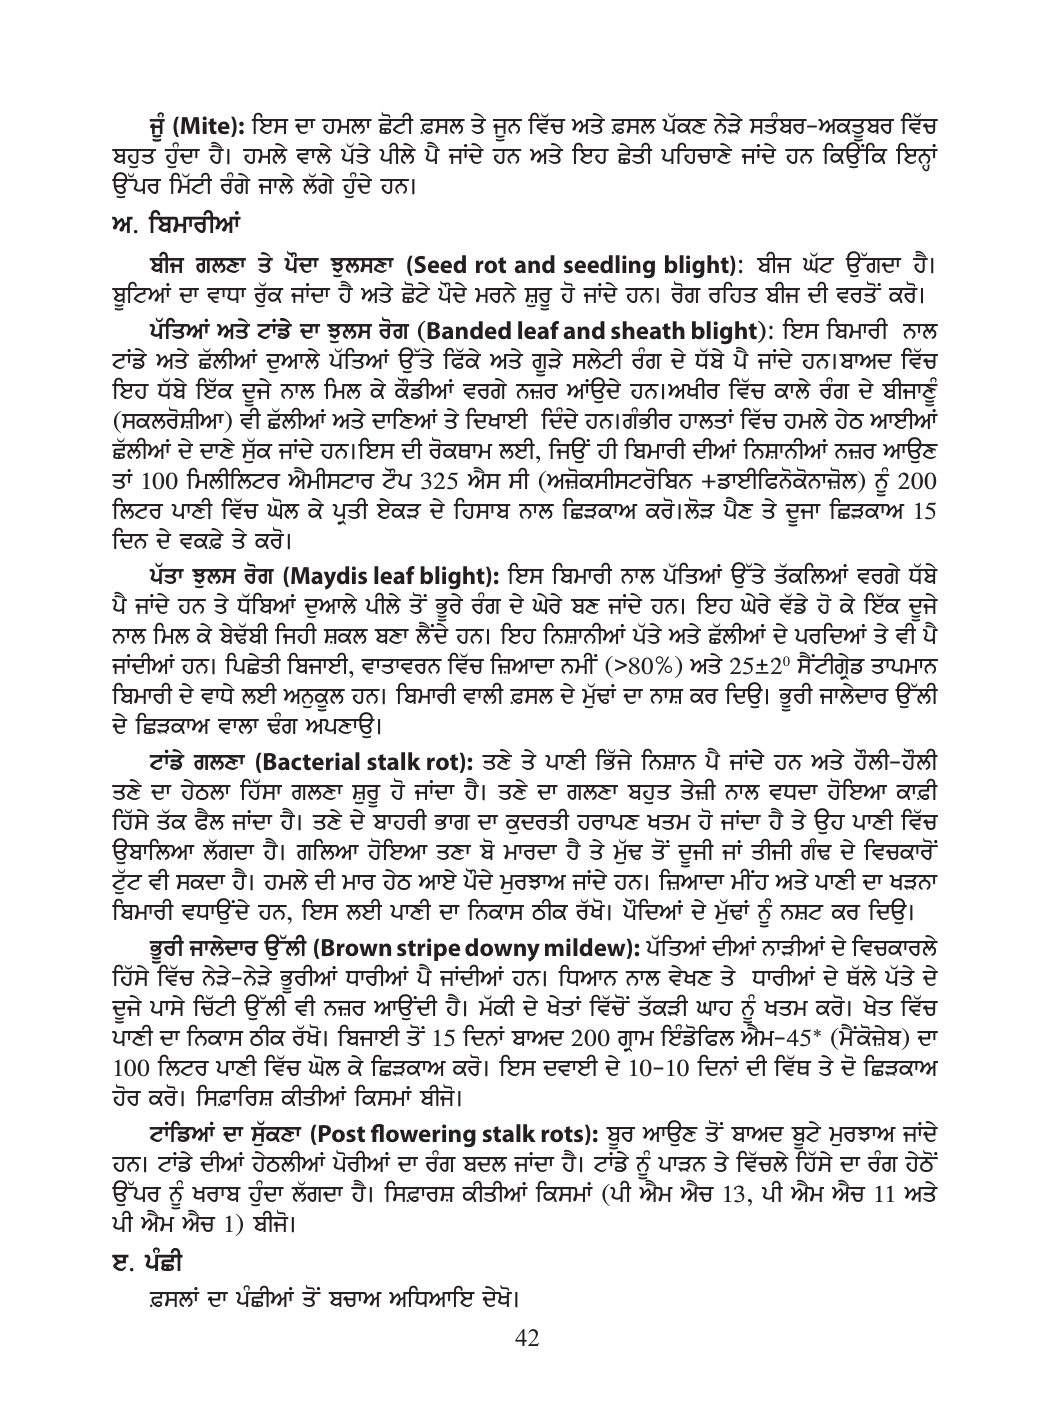 ਜੂੰ (Mite): ਇਸ ਦਾ ਹਮਲਾ ਛੋਟੀ ਫ਼ਸਲ ਤੇ ਜੂਨ ਵਿੱਚ ਅਤੇ ਫ਼ਸਲ ਪੱਕਣ ਨੇੜੇ ਸਤੰਬਰ-ਅਕਤੂਬਰ ਵਿੱਚ
ਬਹੁਤ ਹੁੰਦਾ ਹੈ। ਹਮਲੇ ਵਾਲੇ ਪੱਤੇ ਪੀਲੇ ਪੈ ਜਾਂਦੇ ਹਨ ਅਤੇ ਇਹ ਛੇਤੀ ਪਹਿਚਾਣੇ ਜਾਂਦੇ ਹਨ ਕਿਉਂਕਿ ਇਨ੍ਹਾਂ
ਉੱਪਰ ਮਿੱਟੀ ਰੰਗੇ ਜਾਲੇ ਲੱਗੇ ਹੁੰਦੇ ਹਨ।
ਅ. ਬਿਮਾਰੀਆਂ
ਬੀਜ ਗਲਣਾ ਤੇ ਪੌਦਾ ਝੁਲਸਣਾ (Seed rot and seedling blight): ਬੀਜ ਘੱਟ ਉੱਗਦਾ ਹੈ।
ਬੂਟਿਆਂ ਦਾ ਵਾਧਾ ਰੁੱਕ ਜਾਂਦਾ ਹੈ ਅਤੇ ਛੋਟੇ ਪੌਦੇ ਮਰਨੇ ਸ਼ੁਰੂ ਹੋ ਜਾਂਦੇ ਹਨ। ਰੋਗ ਰਹਿਤ ਬੀਜ ਦੀ ਵਰਤੋਂ ਕਰੋ।
ਪੱਤਿਆਂ ਅਤੇ ਟਾਂਡੇ ਦਾ ਝੁਲਸ ਰੋਗ (Banded leaf and sheath blight): ਇਸ ਬਿਮਾਰੀ ਨਾਲ
ਟਾਂਡੇ ਅਤੇ ਛੱਲੀਆਂ ਦੁਆਲੇ ਪੱਤਿਆਂ ਉੱਤੇ ਫਿੱਕੇ ਅਤੇ ਗੂੜੇ ਸਲੇਟੀ ਰੰਗ ਦੇ ਧੱਬੇ ਪੈ ਜਾਂਦੇ ਹਨ।ਬਾਅਦ ਵਿੱਚ
ਇਹ ਧੱਬੇ ਇੱਕ ਦੂਜੇ ਨਾਲ ਮਿਲ ਕੇ ਕੌਡੀਆਂ ਵਰਗੇ ਨਜ਼ਰ ਆਂਉਦੇ ਹਨ।ਅਖੀਰ ਵਿੱਚ ਕਾਲੇ ਰੰਗ ਦੇ ਬੀਜਾਣੂੰ
(ਸਕਲਰੋਸ਼ੀਆ) ਵੀ ਛੱਲੀਆਂ ਅਤੇ ਦਾਣਿਆਂ ਤੇ ਦਿਖਾਈ ਦਿੰਦੇ ਹਨ।ਗੰਭੀਰ ਹਾਲਤਾਂ ਵਿੱਚ ਹਮਲੇ ਹੇਠ ਆਈਆਂ
ਛੱਲੀਆਂ ਦੇ ਦਾਣੇ ਸੁੱਕ ਜਾਂਦੇ ਹਨ।ਇਸ ਦੀ ਰੋਕਥਾਮ ਲਈ, ਜਿਉਂ ਹੀ ਬਿਮਾਰੀ ਦੀਆਂ ਨਿਸ਼ਾਨੀਆਂ ਨਜ਼ਰ ਆਉਣ
ਤਾਂ 100 ਮਿਲੀਲਿਟਰ ਐਮੀਸਟਾਰ ਟੌਪ 325 ਐਸ ਸੀ (ਅਜ਼ੋਕਸੀਸਟਰੋਬਿਨ +ਡਾਈਫਿਨੋਕੋਨਾਜ਼ੋਲ) ਨੂੰ 200
ਲਿਟਰ ਪਾਣੀ ਵਿੱਚ ਘੋਲ ਕੇ ਪ੍ਰਤੀ ਏਕੜ ਦੇ ਹਿਸਾਬ ਨਾਲ ਛਿੜਕਾਅ ਕਰੋ।ਲੋੜ ਪੈਣ ਤੇ ਦੂਜਾ ਛਿੜਕਾਅ 15
ਦਿਨ ਦੇ ਵਕਫ਼ੇ ਤੇ ਕਰੋ।
ਪੱਤਾ ਝੁਲਸ ਰੋਗ (Maydis leaf blight): ਇਸ ਬਿਮਾਰੀ ਨਾਲ ਪੱਤਿਆਂ ਉੱਤੇ ਤੱਕਲਿਆਂ ਵਰਗੇ ਧੱਬੇ
ਪੈ ਜਾਂਦੇ ਹਨ ਤੇ ਧੱਬਿਆਂ ਦੁਆਲੇ ਪੀਲੇ ਤੋਂ ਭੂਰੇ ਰੰਗ ਦੇ ਘੇਰੇ ਬਣ ਜਾਂਦੇ ਹਨ। ਇਹ ਘੇਰੇ ਵੱਡੇ ਹੋ ਕੇ ਇੱਕ ਦੂਜੇ
ਨਾਲ ਮਿਲ ਕੇ ਬੇਢੱਬੀ ਜਿਹੀ ਸ਼ਕਲ ਬਣਾ ਲੈਂਦੇ ਹਨ। ਇਹ ਨਿਸ਼ਾਨੀਆਂ ਪੱਤੇ ਅਤੇ ਛੱਲੀਆਂ ਦੇ ਪਰਦਿਆਂ ਤੇ ਵੀ ਪੈ
ਜਾਂਦੀਆਂ ਹਨ। ਪਿਛੇਤੀ ਬਿਜਾਈ, ਵਾਤਾਵਰਨ ਵਿੱਚ ਜ਼ਿਆਦਾ ਨਮੀਂ (>80%) ਅਤੇ 25±2⁰ ਸੈਂਟੀਗ੍ਰੇਡ ਤਾਪਮਾਨ
ਬਿਮਾਰੀ ਦੇ ਵਾਧੇ ਲਈ ਅਨੁਕੂਲ ਹਨ। ਬਿਮਾਰੀ ਵਾਲੀ ਫ਼ਸਲ ਦੇ ਮੁੱਢਾਂ ਦਾ ਨਾਸ਼ ਕਰ ਦਿਉ। ਭੂਰੀ ਜਾਲੇਦਾਰ ਉੱਲੀ
ਦੇ ਛਿੜਕਾਅ ਵਾਲਾ ਢੰਗ ਅਪਣਾਉ।
ਟਾਂਡੇ ਗਲਣਾ (Bacterial stalk rot): ਤਣੇ ਤੇ ਪਾਣੀ ਭਿੱਜੇ ਨਿਸ਼ਾਨ ਪੈ ਜਾਂਦੇ ਹਨ ਅਤੇ ਹੌਲੀ-ਹੌਲੀ
ਤਣੇ ਦਾ ਹੇਠਲਾ ਹਿੱਸਾ ਗਲਣਾ ਸ਼ੁਰੂ ਹੋ ਜਾਂਦਾ ਹੈ। ਤਣੇ ਦਾ ਗਲਣਾ ਬਹੁਤ ਤੇਜ਼ੀ ਨਾਲ ਵਧਦਾ ਹੋਇਆ ਕਾਫ਼ੀ
ਹਿੱਸੇ ਤੱਕ ਫੈਲ ਜਾਂਦਾ ਹੈ। ਤਣੇ ਦੇ ਬਾਹਰੀ ਭਾਗ ਦਾ ਕੁਦਰਤੀ ਹਰਾਪਣ ਖਤਮ ਹੋ ਜਾਂਦਾ ਹੈ ਤੇ ਉਹ ਪਾਣੀ ਵਿੱਚ
ਉਬਾਲਿਆ ਲੱਗਦਾ ਹੈ। ਗਲਿਆ ਹੋਇਆ ਤਣਾ ਬੋ ਮਾਰਦਾ ਹੈ ਤੇ ਮੁੱਢ ਤੋਂ ਦੂਜੀ ਜਾਂ ਤੀਜੀ ਗੰਢ ਦੇ ਵਿਚਕਾਰੋਂ
ਟੁੱਟ ਵੀ ਸਕਦਾ ਹੈ। ਹਮਲੇ ਦੀ ਮਾਰ ਹੇਠ ਆਏ ਪੌਦੇ ਮੁਰਝਾਅ ਜਾਂਦੇ ਹਨ। ਜ਼ਿਆਦਾ ਮੀਂਹ ਅਤੇ ਪਾਣੀ ਦਾ ਖੜਨਾ
ਬਿਮਾਰੀ ਵਧਾਉਂਦੇ ਹਨ, ਇਸ ਲਈ ਪਾਣੀ ਦਾ ਨਿਕਾਸ ਠੀਕ ਰੱਖੋ। ਪੌਦਿਆਂ ਦੇ ਮੁੱਢਾਂ ਨੂੰ ਨਸ਼ਟ ਕਰ ਦਿਉ।
ਭੂਰੀ ਜਾਲੇਦਾਰ ਉੱਲੀ (Brown stripe downy mildew): ਪੱਤਿਆਂ ਦੀਆਂ ਨਾੜੀਆਂ ਦੇ ਵਿਚਕਾਰਲੇ
ਹਿੱਸੇ ਵਿੱਚ ਨੇੜੇ-ਨੇੜੇ ਭੂਰੀਆਂ ਧਾਰੀਆਂ ਪੈ ਜਾਂਦੀਆਂ ਹਨ। ਧਿਆਨ ਨਾਲ ਵੇਖਣ ਤੇ ਧਾਰੀਆਂ ਦੇ ਥੱਲੇ ਪੱਤੇ ਦੇ
ਦੂਜੇ ਪਾਸੇ ਚਿੱਟੀ ਉੱਲੀ ਵੀ ਨਜ਼ਰ ਆਉਂਦੀ ਹੈ। ਮੱਕੀ ਦੇ ਖੇਤਾਂ ਵਿੱਚੋਂ ਤੱਕੜੀ ਘਾਹ ਨੂੰ ਖਤਮ ਕਰੋ। ਖੇਤ ਵਿੱਚ
ਪਾਣੀ ਦਾ ਨਿਕਾਸ ਠੀਕ ਰੱਖੋ। ਬਿਜਾਈ ਤੋਂ 15 ਦਿਨਾਂ ਬਾਅਦ 200 ਗ੍ਰਾਮ ਇੰਡੋਫਿਲ ਐਮ-45* (ਮੈਂਕੋਜ਼ੇਬ) ਦਾ
100 ਲਿਟਰ ਪਾਣੀ ਵਿੱਚ ਘੋਲ ਕੇ ਛਿੜਕਾਅ ਕਰੋ। ਇਸ ਦਵਾਈ ਦੇ 10-10 ਦਿਨਾਂ ਦੀ ਵਿੱਥ ਤੇ ਦੋ ਛਿੜਕਾਅ
ਹੋਰ ਕਰੋ। ਸਿਫ਼ਾਰਿਸ਼ ਕੀਤੀਆਂ ਕਿਸਮਾਂ ਬੀਜੋ।
ਟਾਂਡਿਆਂ ਦਾ ਸੁੱਕਣਾ (Post flowering stalk rots): ਬੂਰ ਆਉਣ ਤੋਂ ਬਾਅਦ ਬੂਟੇ ਮੁਰਝਾਅ ਜਾਂਦੇ
ਹਨ। ਟਾਂਡੇ ਦੀਆਂ ਹੇਠਲੀਆਂ ਪੋਰੀਆਂ ਦਾ ਰੰਗ ਬਦਲ ਜਾਂਦਾ ਹੈ। ਟਾਂਡੇ ਨੂੰ ਪਾੜਨ ਤੇ ਵਿੱਚਲੇ ਹਿੱਸੇ ਦਾ ਰੰਗ ਹੇਠੋਂ
ਉੱਪਰ ਨੂੰ ਖਰਾਬ ਹੁੰਦਾ ਲੱਗਦਾ ਹੈ। ਸਿਫ਼ਾਰਸ਼ ਕੀਤੀਆਂ ਕਿਸਮਾਂ (ਪੀ ਐਮ ਐਚ 13, ਪੀ ਐਮ ਐਚ 11 ਅਤੇ
ਪੀ ਐਮ ਐਚ 1) ਬੀਜੋ।
ੲ. ਪੰਛੀ
ਫ਼ਸਲਾਂ ਦਾ ਪੰਛੀਆਂ ਤੋਂ ਬਚਾਅ ਅਧਿਆਇ ਦੇਖੋ।
42